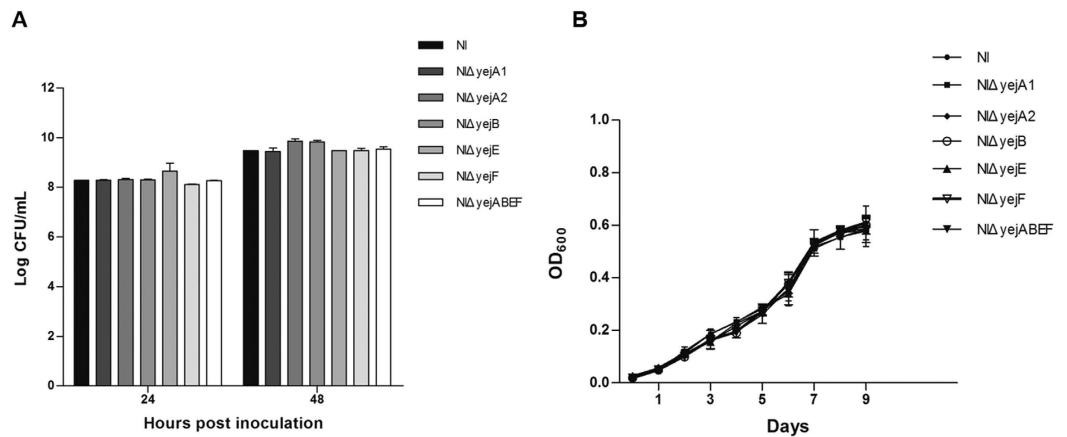 A
NI
NIΔyejA1
NIΔyejA2
NIΔyejB
NIΔyejE
NIΔyejF
NIΔyejABEF
12
10
8
6
4
2
0
Log CFU/mL
24
48
Hours post inoculation
B
NI
NIΔyejA1
NIΔyejA2
NIΔyejB
NIΔyejE
NIΔyejF
NIΔyejABEF
1.0
0.8
0.6
0.4
0.2
0.0
OD600
1
3
5
7
9
Days